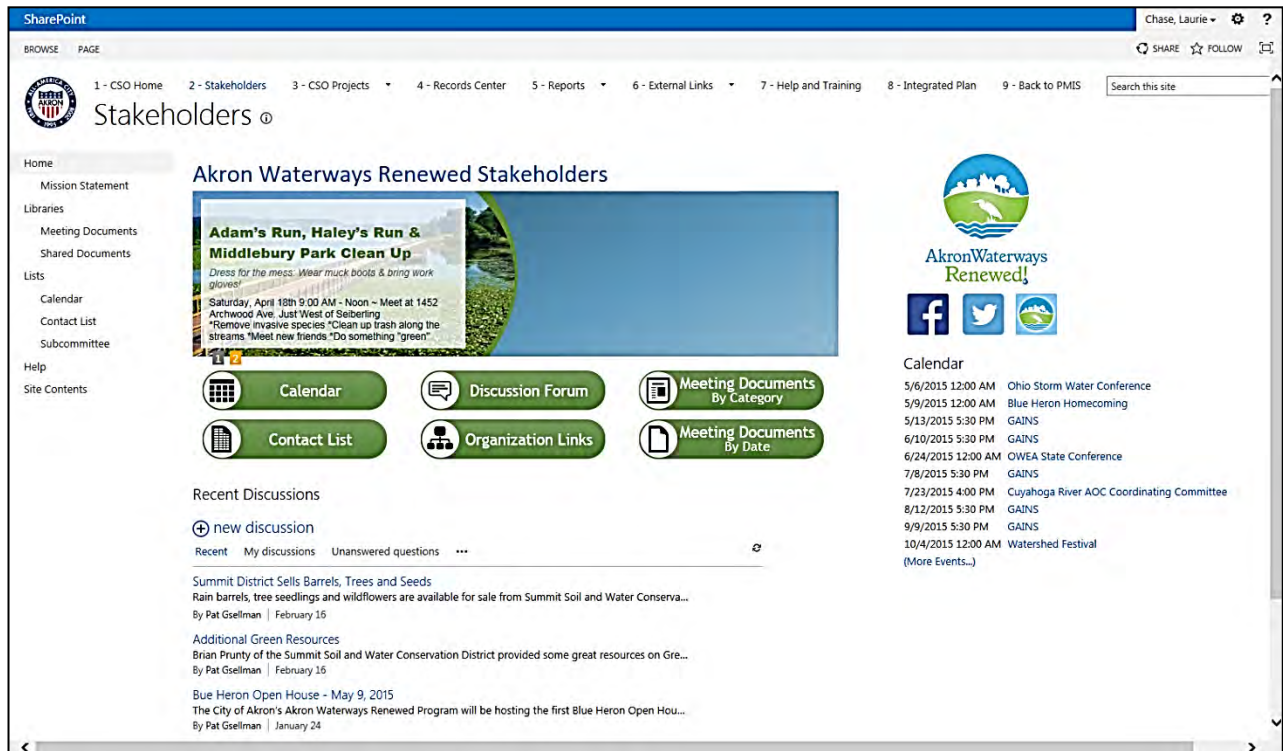 SharePoint
Chase, Laurie
?
BROWSE PAGE
SHARE FOLLOW
1 - CSO Home 2 - Stakeholders 3 - CSO Projects 4 - Records Center 5 - Reports 6 - External Links 7 - Help and Training 8 - Integrated Plan 9 - Back to PMIS Search this site
AKRON
Stakeholders
Home
Mission Statement
Libraries
Meeting Documents
Shared Documents
Lists
Calendar
Contact List
Subcommittee
Help
Site Contents
Akron Waterways Renewed Stakeholders
Adam's Run, Haley's Run &
Middlebury Park Clean Up
Dress for the mess: Wear muck boots & bring work
gloves!
Saturday, April 18th 9:00 AM - Noon ~ Meet at 1452
Archwood Ave, Just West of Seiberling
*Remove invasive species *Clean up trash along the
streams *Meet new friends *Do something "green"
1 2
Calendar
Discussion Forum
Meeting Documents
By Category
Contact List
Organization Links
Meeting Documents
By Date
Recent Discussions
new discussion
Recent My discussions Unanswered questions •••
Summit District Sells Barrels, Trees and Seeds
Rain barrels, tree seedlings and wildflowers are available for sale from Summit Soil and Water Conserva...
By Pat Gsellman | February 16
Additional Green Resources
Brian Prunty of the Summit Soil and Water Conservation District provided some great resources on Gre...
By Pat Gsellman | February 16
Bue Heron Open House - May 9, 2015
The City of Akron's Akron Waterways Renewed Program will be hosting the first Blue Heron Open Hou...
By Pat Gsellman | January 24
AkronWaterways
Renewed!
Calendar
5/6/2015 12:00 AM Ohio Storm Water Conference
5/9/2015 12:00 AM Blue Heron Homecoming
5/13/2015 5:30 PM GAINS
6/10/2015 5:30 PM GAINS
6/24/2015 12:00 AM OWEA State Conference
7/8/2015 5:30 PM GAINS
7/23/2015 4:00 PM Cuyahoga River AOC Coordinating Committee
8/12/2015 5:30 PM GAINS
9/9/2015 5:30 PM GAINS
10/4/2015 12:00 AM Watershed Festival
(More Events...)